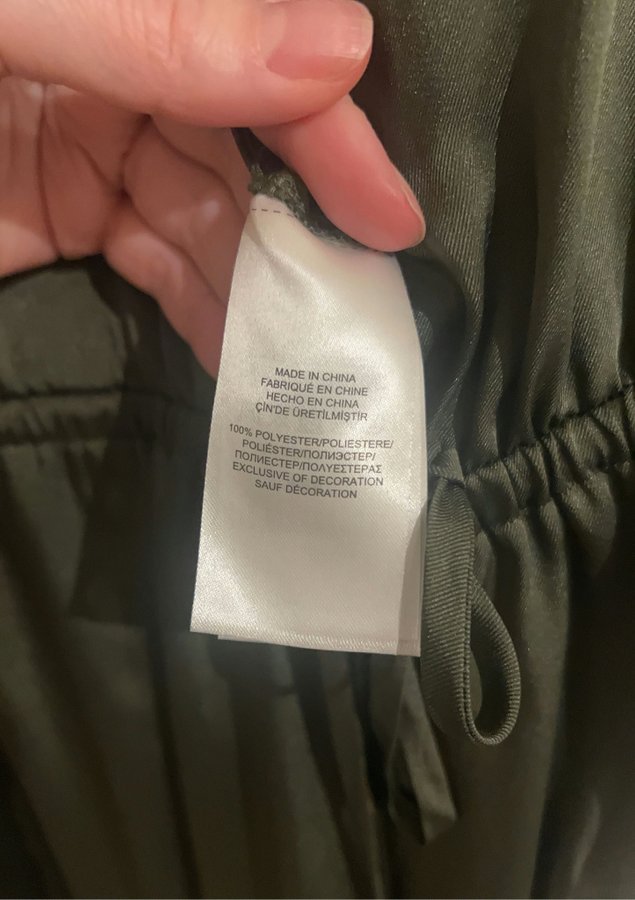 MADE IN CHINA
FABRIQUÉ EN CHINE
HECHO EN CHINA
ÇİN'DE ÜRETİLMİŞTİR
100% POLYESTER/POLIESTERE/
POLIÉSTER/ПОЛИЭСТЕР/
ПОЛИЕСТЕР/ΠΟΛΥΕΣΤΕΡΑΣ
EXCLUSIVE OF DECORATION
SAUF DÉCORATION